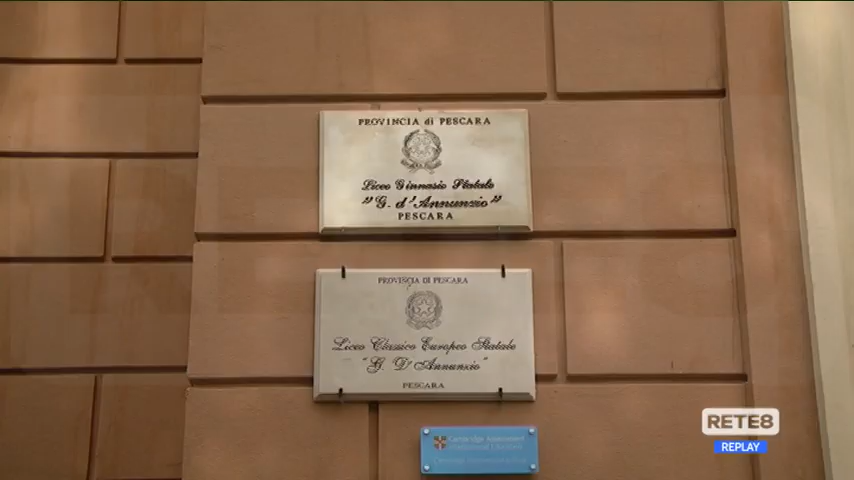 PROVINCIA di PESCARA
Liceo Ginnasio Statale
"G. d'Annunzio"
PESCARA
PROVINCIA DI PESCARA
Liceo Classico Europeo Statale
"G. D'Annunzio"
PESCARA
Cambridge Assessment
International Education
RETE8
REPLAY